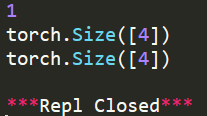 1
torch.Size([4])
torch.Size([4])
***Repl Closed***